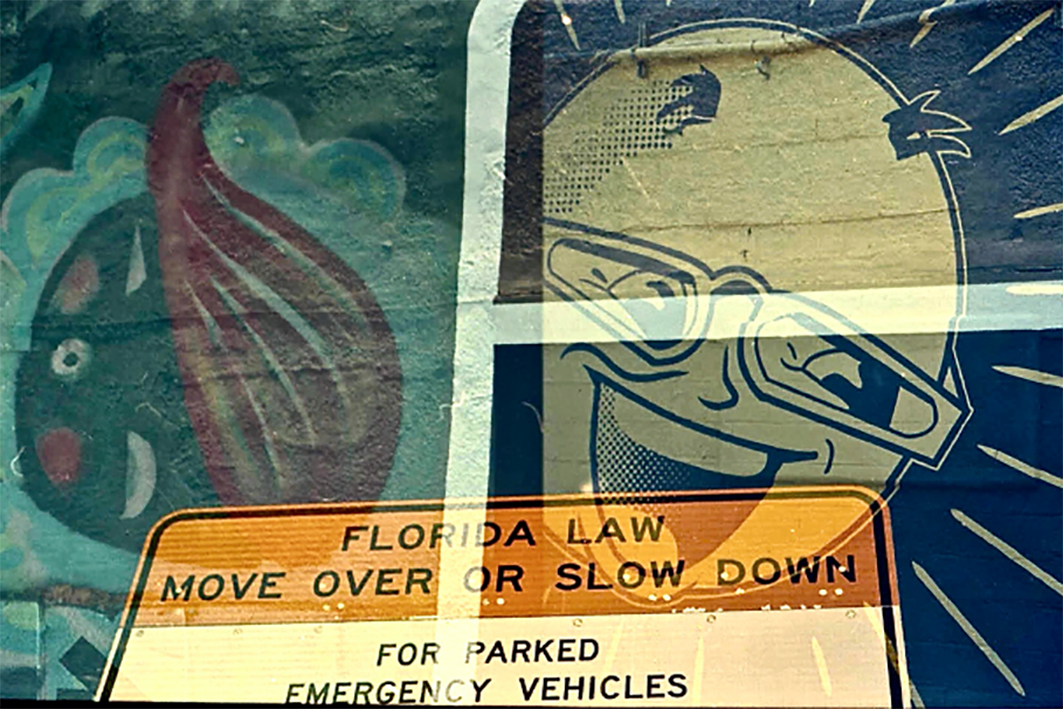 FLORIDA LAW
MOVE OVER OR SLOW DOWN
FOR PARKED
EMERGENCY VEHICLES